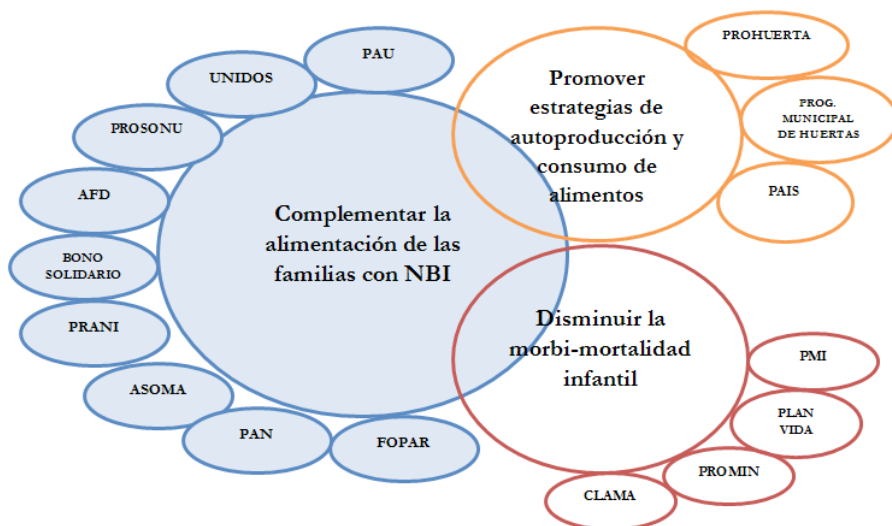 PAU
UNIDOS
PROSONU
AFD
BONO
SOLIDARIO
PRANI
ASOMA
PAN
FOPAR
Complementar la
alimentación de las
familias con NBI
Promover
estrategias de
autoproducción y
consumo de
alimentos
PROHUERTA
PROG.
MUNICIPAL
DE HUERTAS
PAIS
Disminuir la
morbi-mortalidad
infantil
PMI
PLAN
VIDA
PROMIN
CLAMA